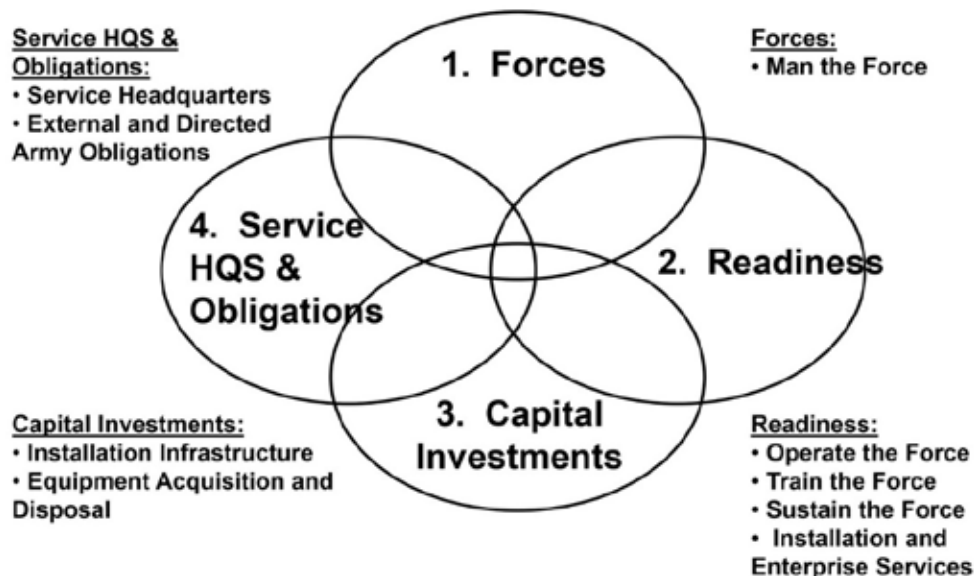 Service HQS &
Obligations:
• Service Headquarters
• External and Directed
Army Obligations
Forces:
• Man the Force
1. Forces
4. Service
HQS &
Obligations
2. Readiness
3. Capital
Investments
Capital Investments:
• Installation Infrastructure
• Equipment Acquisition and
Disposal
Readiness:
• Operate the Force
• Train the Force
• Sustain the Force
• Installation and
Enterprise Services